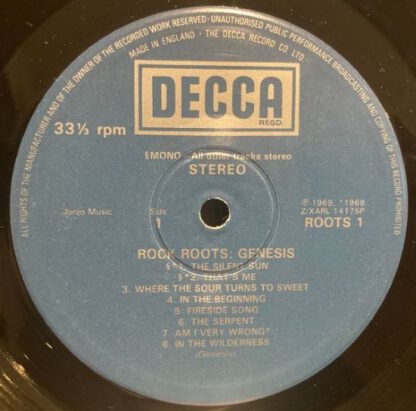 ALL RIGHTS OF THE MANUFACTURER AND OF THE OWNER OF THE RECORDED WORK RESERVED · UNAUTHORISED PUBLIC PERFORMANCE BROADCASTING AND COPYING OF THIS RECORD PROHIBITED
MADE IN ENGLAND · THE DECCA RECORD CO. LTD.
DECCA
REGD.
33⅓ rpm
§MONO - All other tracks stereo
STEREO
℗ 1969, *1968
ZXARL 14175P
Jonjo Music
Side
1
ROOTS 1
ROCK ROOTS: GENESIS
§*1. THE SILENT SUN
§*2. THAT'S ME
3. WHERE THE SOUR TURNS TO SWEET
4. IN THE BEGINNING
5. FIRESIDE SONG
6. THE SERPENT
7. AM I VERY WRONG?
8. IN THE WILDERNESS
(Genesis)